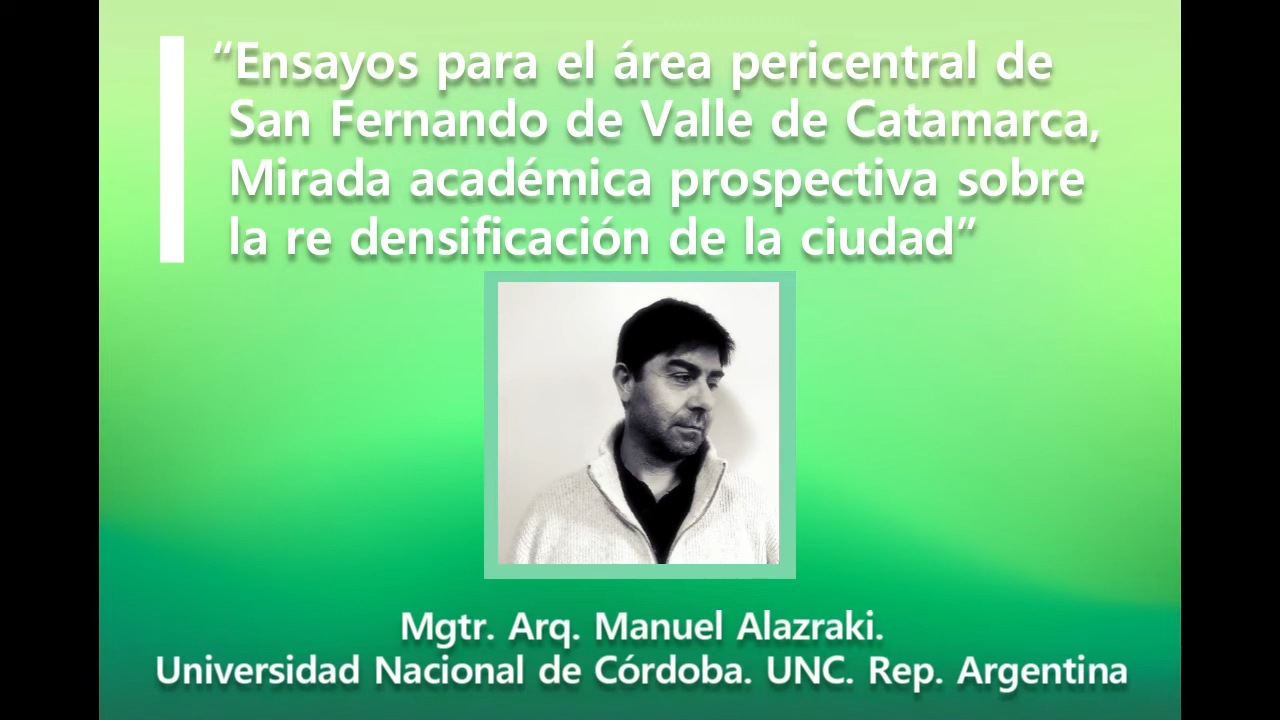 “Ensayos para el área pericentral de
San Fernando de Valle de Catamarca,
Mirada académica prospectiva sobre
la re densificación de la ciudad”
Mgtr. Arq. Manuel Alazraki.
Universidad Nacional de Córdoba. UNC. Rep. Argentina